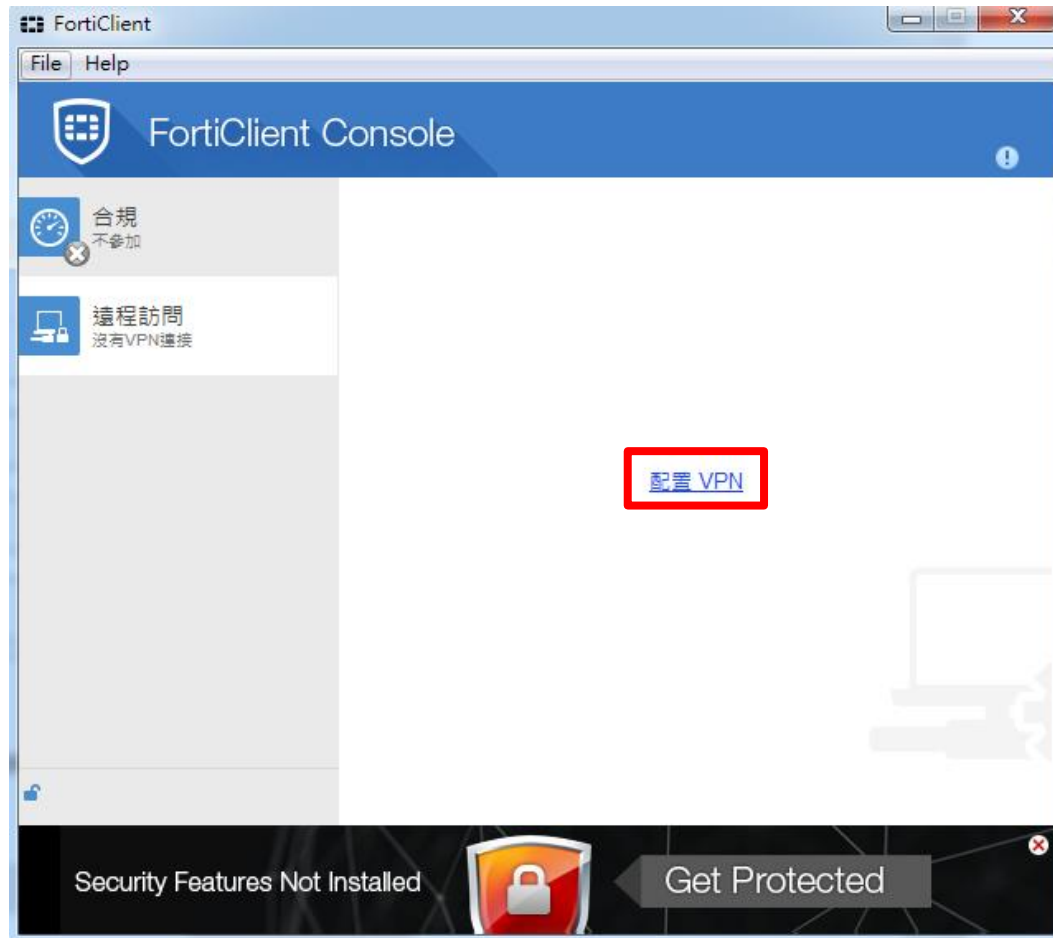 FortiClient
File Help
FortiClient Console
合規
不參加
遠程訪問
沒有VPN連接
配置 VPN
Security Features Not Installed
Get Protected